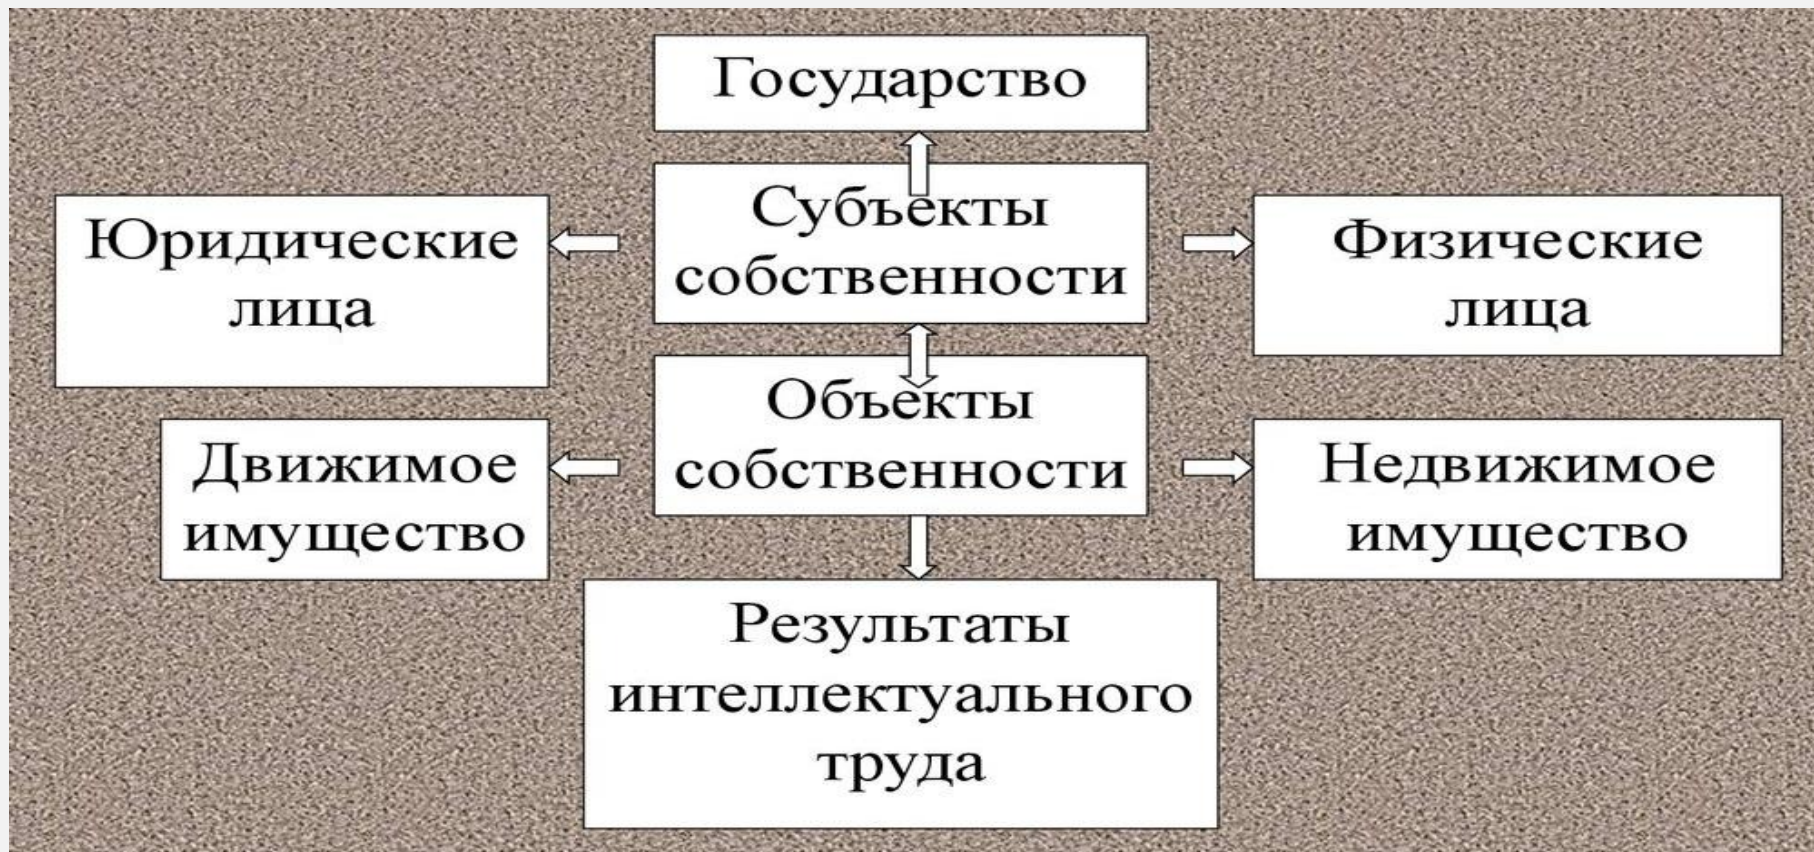 Государство
Субъекты
собственности
Юридические
лица
Физические
лица
Объекты
собственности
Движимое
имущество
Недвижимое
имущество
Результаты
интеллектуального
труда